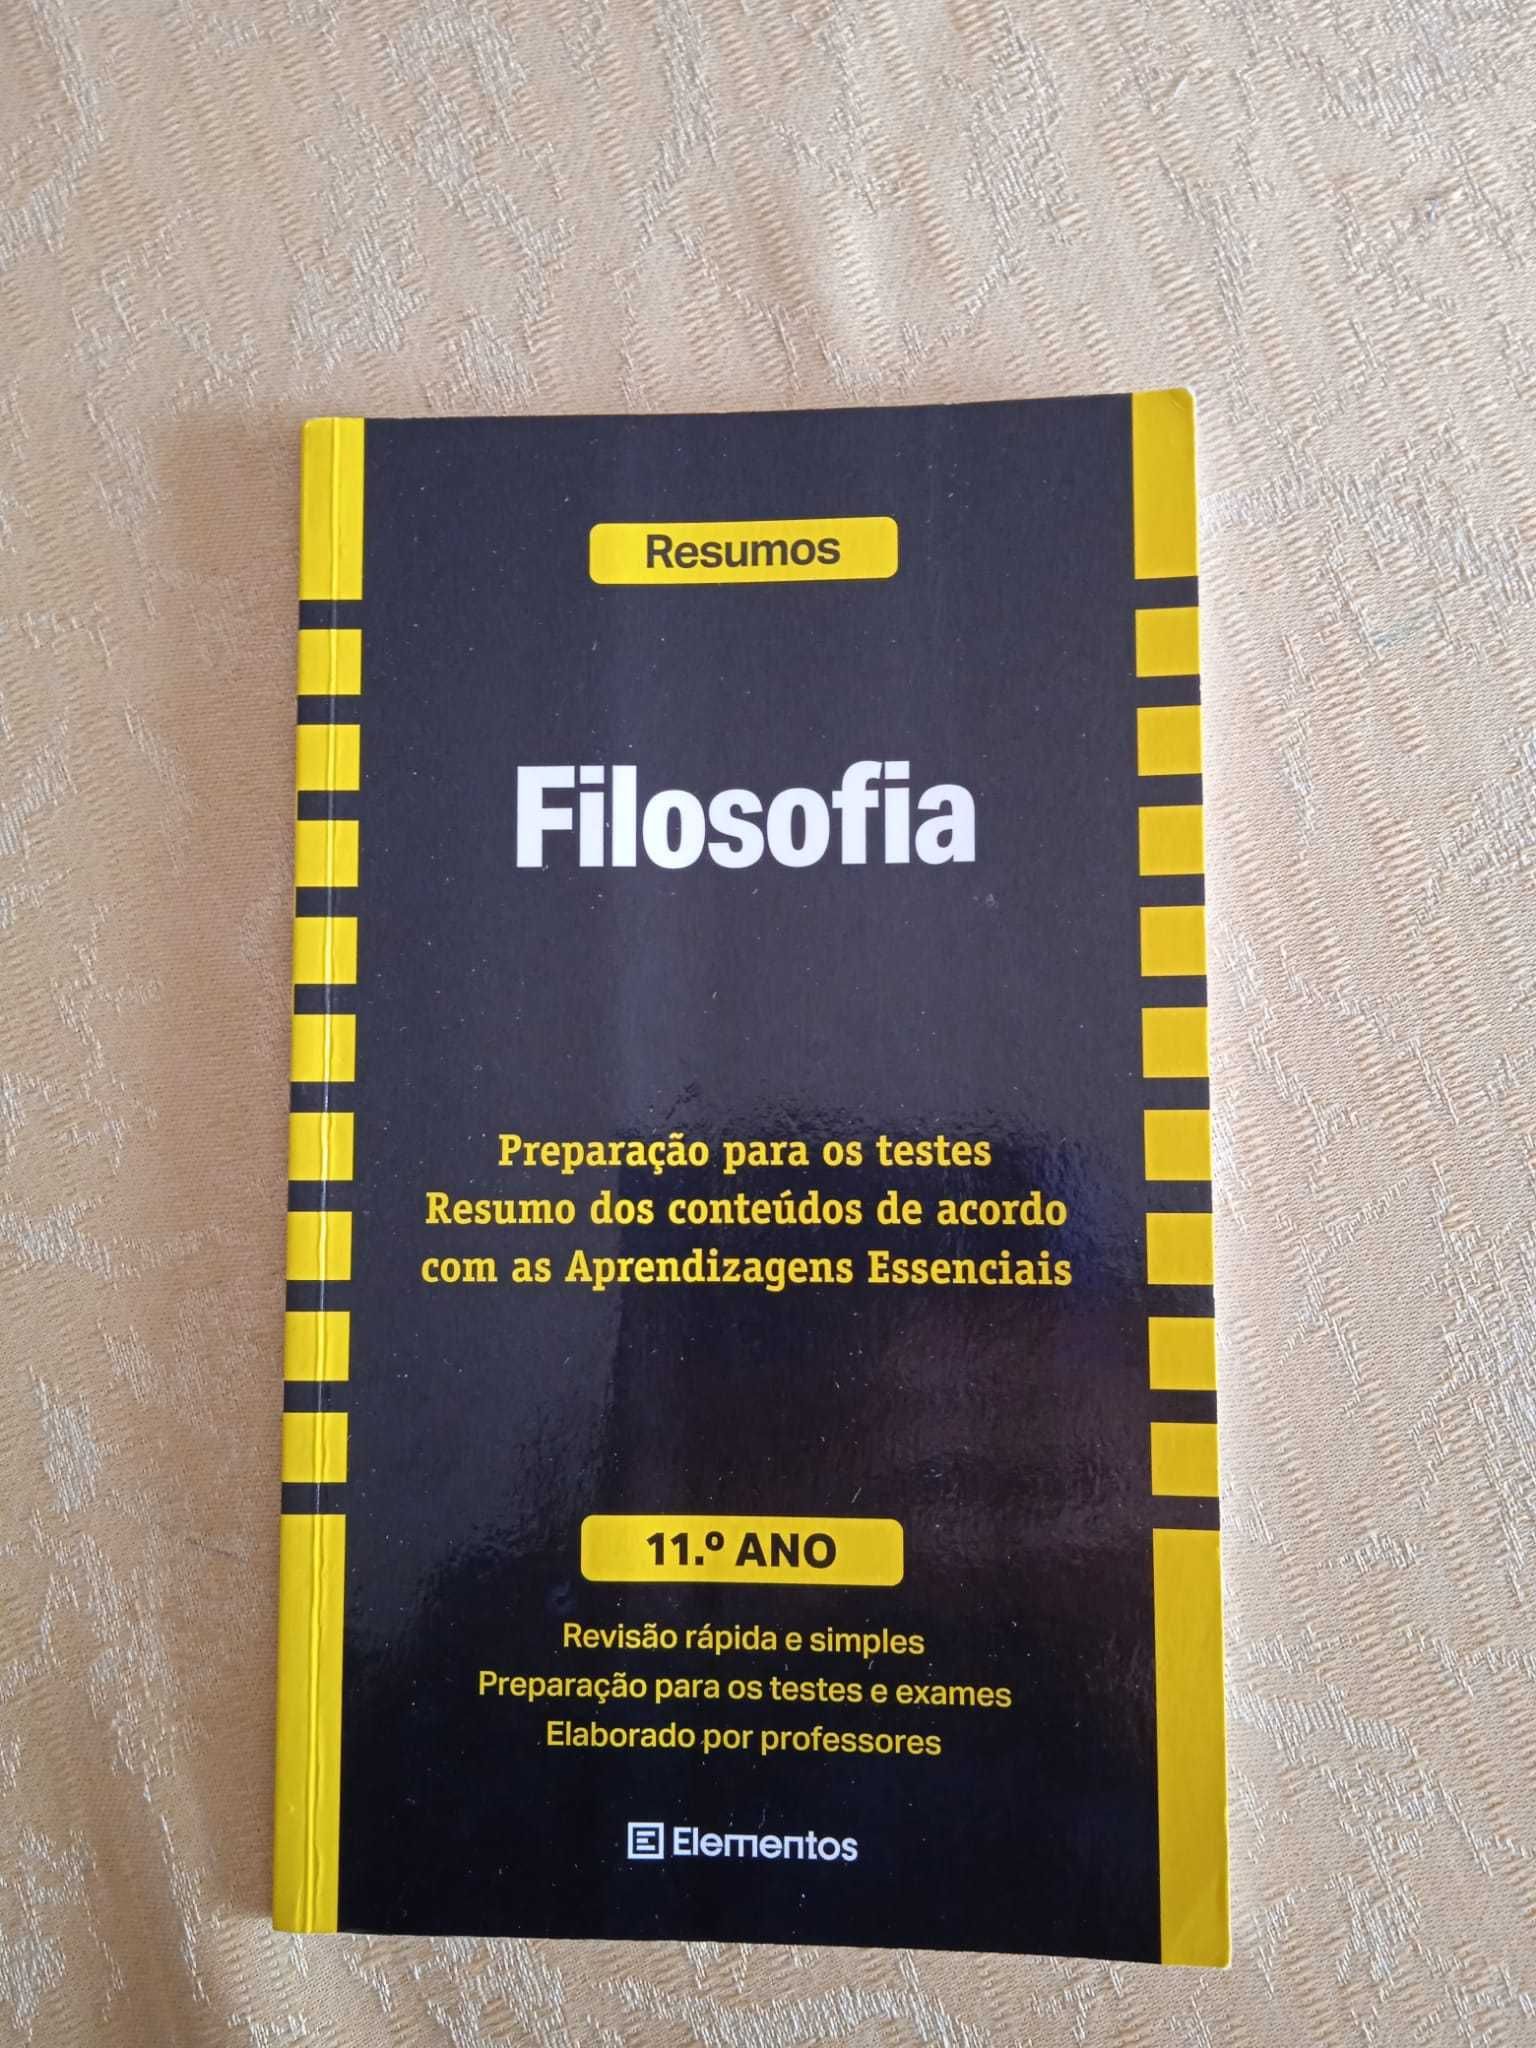 Resumos
Filosofia
Preparação para os testes
Resumo dos conteúdos de acordo
com as Aprendizagens Essenciais
11.º ANO
Revisão rápida e simples
Preparação para os testes e exames
Elaborado por professores
Elementos